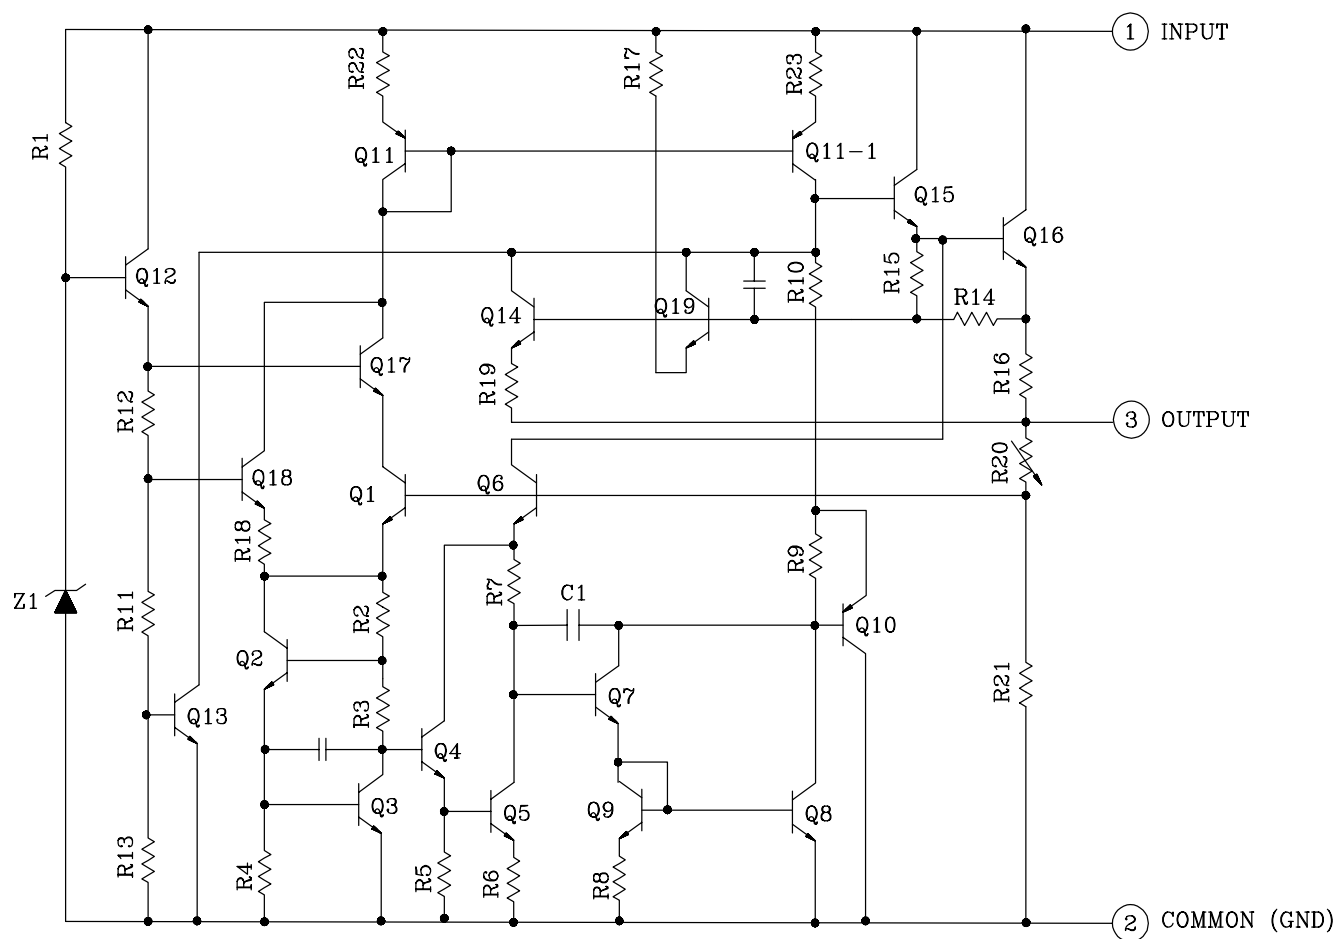 1 INPUT
R22
R17
R23
R1
Q11
Q11-1
Q15
Q16
Q12
R15
R10
R14
Q14
Q19
Q17
R19
R16
R12
3 OUTPUT
R20
Q18
Q1
Q6
R18
R9
R7
C1
Z1
R11
R2
Q10
Q2
Q7
R21
R3
Q13
Q4
Q3
Q5
Q9
Q8
R13
R4
R5
R6
R8
2 COMMON (GND)